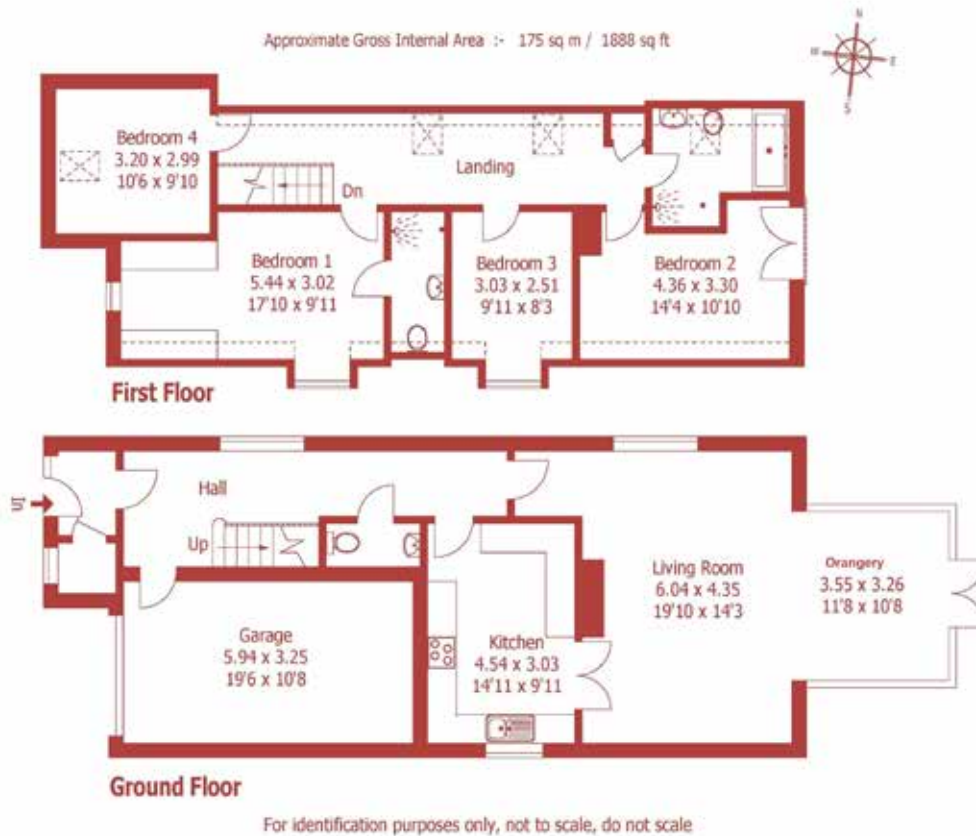 Approximate Gross Internal Area :- 175 sq m / 1888 sq ft
N
W
E
S
Bedroom 4
3.20 x 2.99
10'6 x 9'10
Landing
Dn
Bedroom 1
5.44 x 3.02
17'10 x 9'11
Bedroom 3
3.03 x 2.51
9'11 x 8'3
Bedroom 2
4.36 x 3.30
14'4 x 10'10
First Floor
In
Hall
Up
Living Room
6.04 x 4.35
19'10 x 14'3
Orangery
3.55 x 3.26
11'8 x 10'8
Garage
5.94 x 3.25
19'6 x 10'8
Kitchen
4.54 x 3.03
14'11 x 9'11
Ground Floor
For identification purposes only, not to scale, do not scale